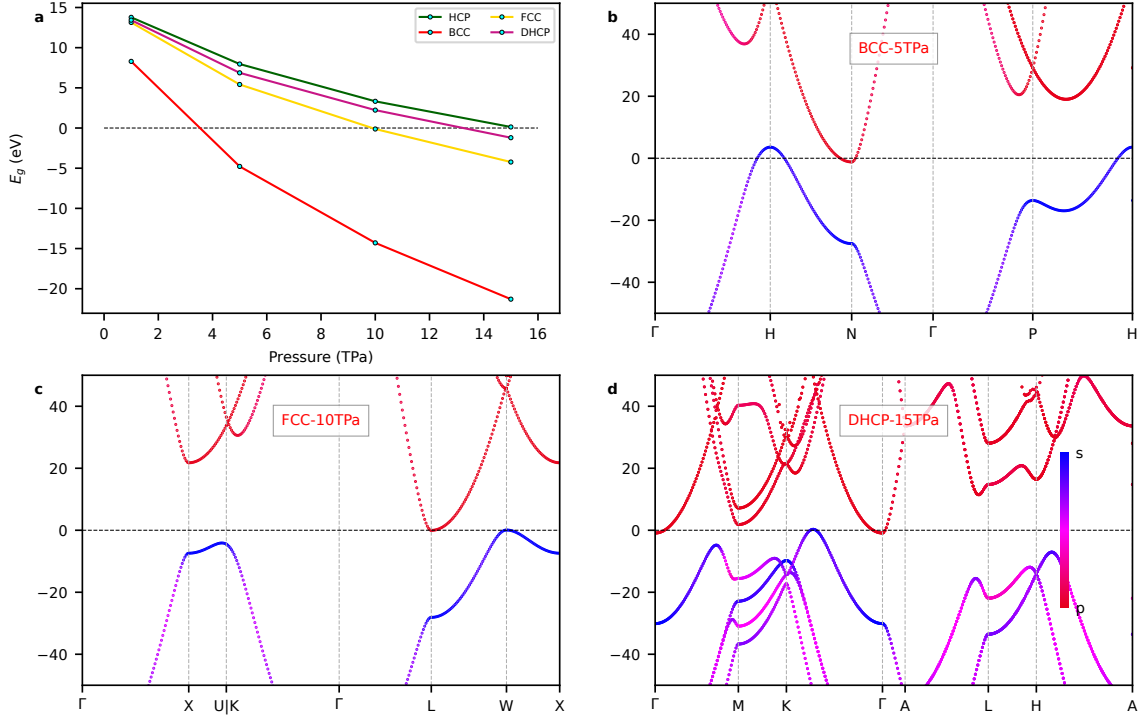 a
HCP
BCC
FCC
DHCP
15
10
5
0
−5
−10
−15
−20
E_g (eV)
0 2 4 6 8 10 12 14 16
Pressure (TPa)
b
BCC-5TPa
40
20
0
−20
−40
Γ H N Γ P H
c
FCC-10TPa
40
20
0
−20
−40
Γ X U|K Γ L W X
d
DHCP-15TPa
s
p
40
20
0
−20
−40
Γ M K Γ A L H A